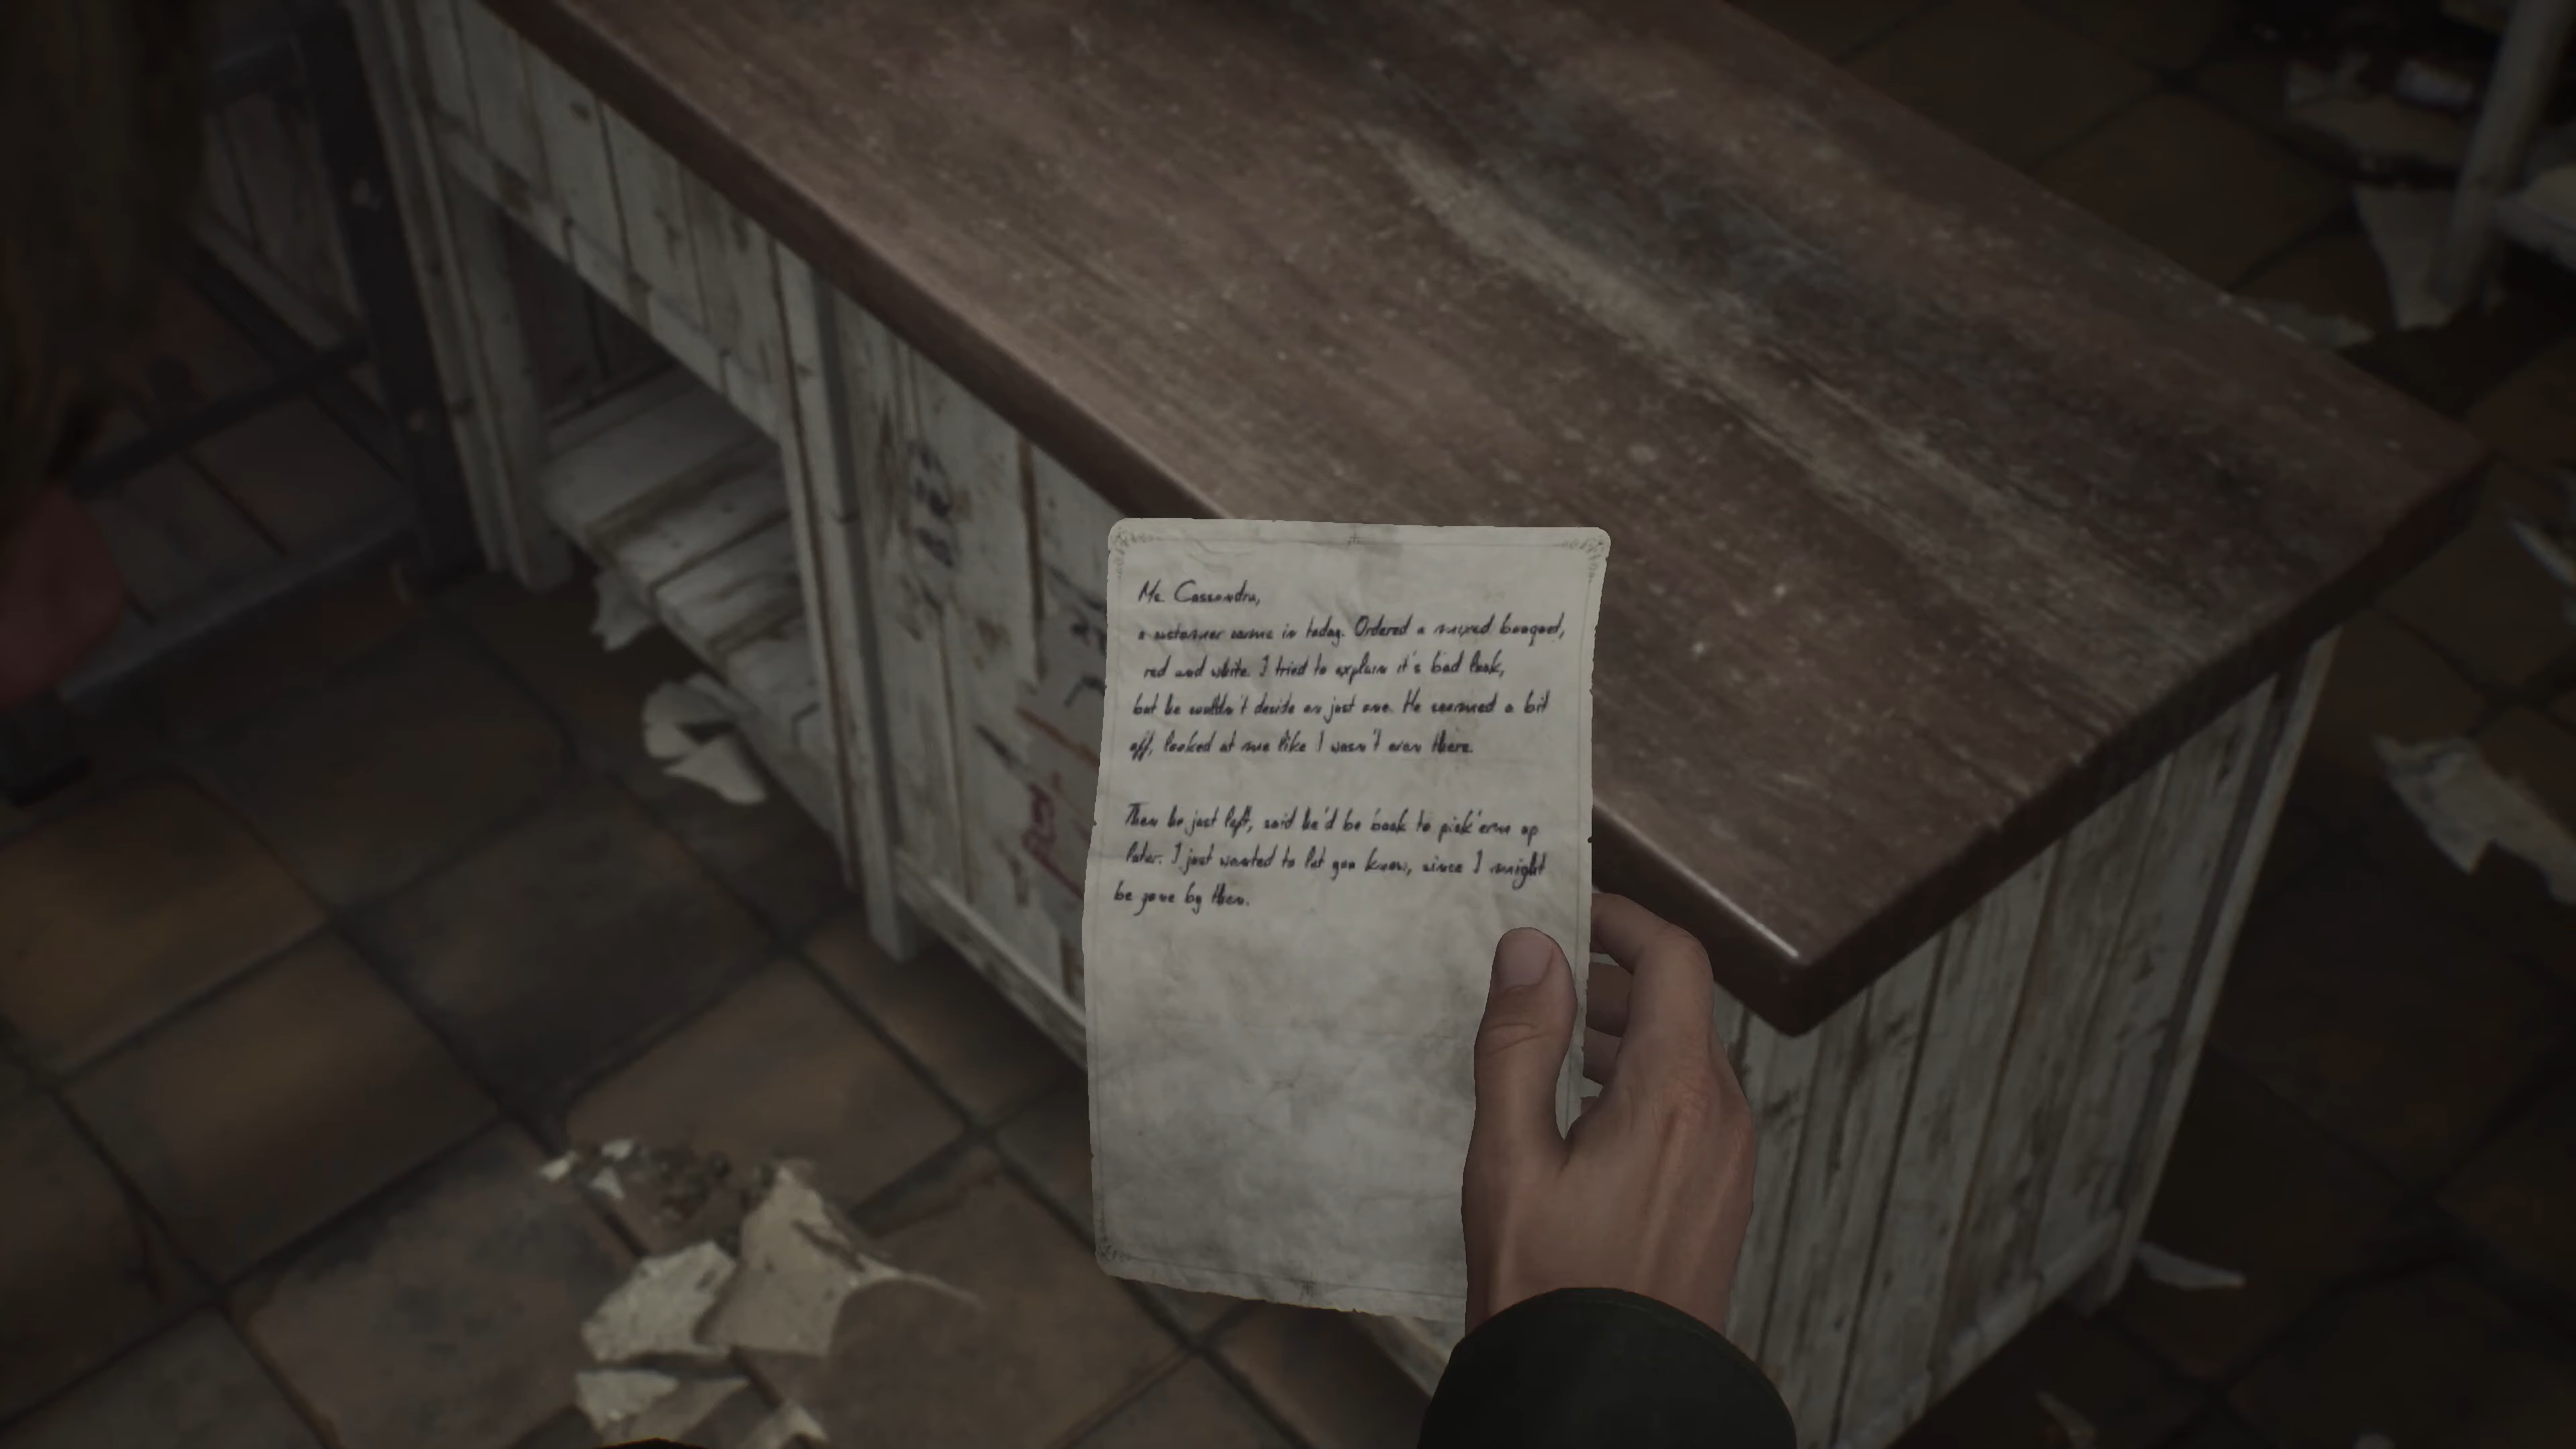 Ms. Cassandra,
a customer came in today. Ordered a mixed bouquet,
red and white. I tried to explain it's bad luck,
but he couldn't decide on just one. He seemed a bit
off, looked at me like I wasn't even there.
Then he just left, said he'd be back to pick'em up
later. I just wanted to let you know, since I might
be gone by then.